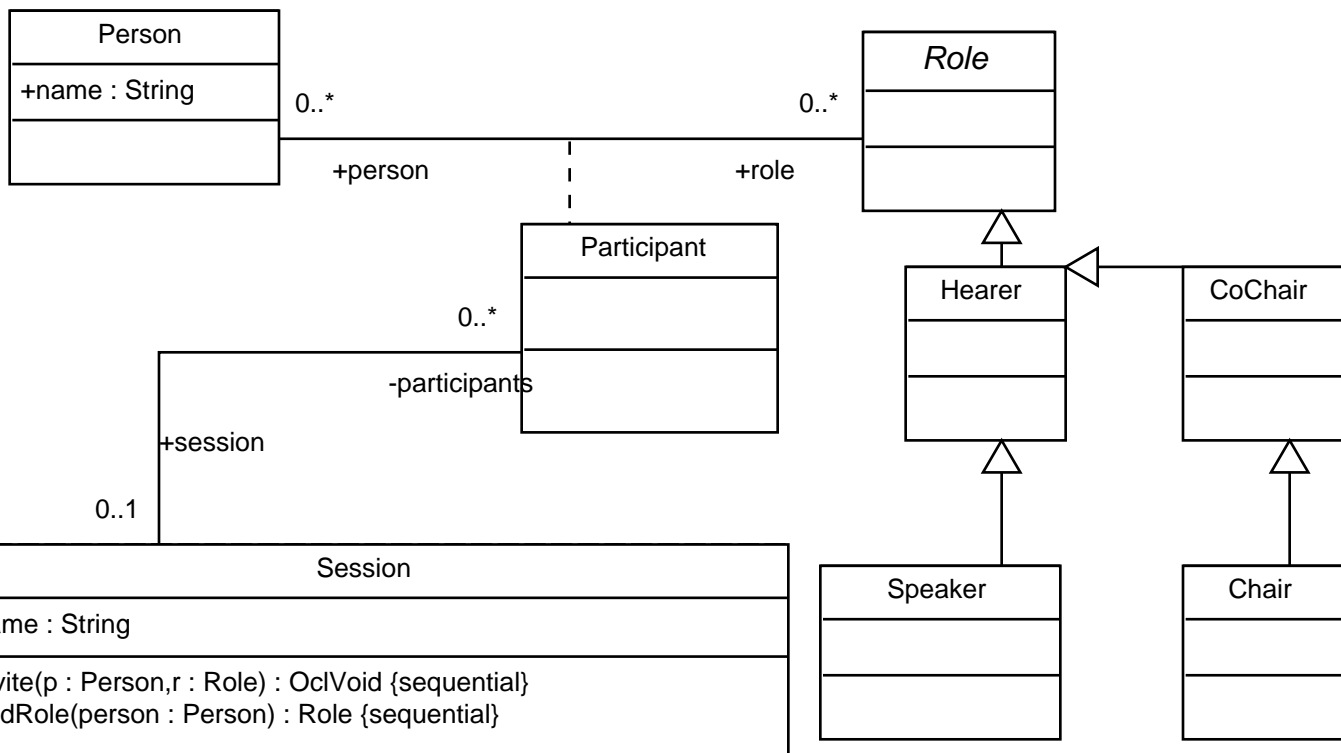 Person
+name : String
0..*
0..*
+person
+role
Role
Participant
0..*
-participants
+session
0..1
Hearer
CoChair
Session
ame : String
vite(p : Person,r : Role) : OclVoid {sequential}
dRole(person : Person) : Role {sequential}
Speaker
Chair